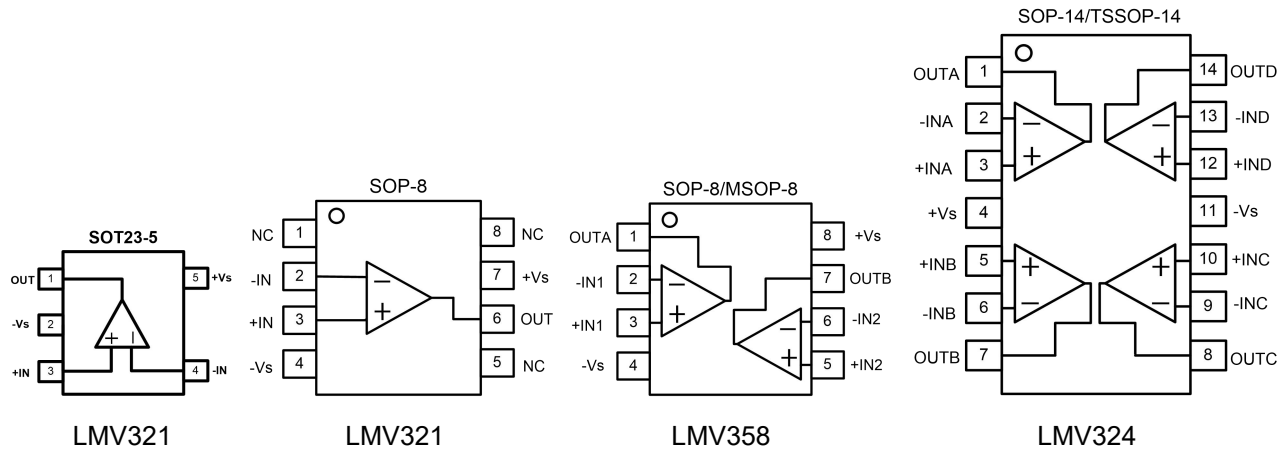 SOT23-5
OUT 1
5 +Vs
-Vs 2
+IN 3
4 -IN
+ −
LMV321
SOP-8
NC 1
8 NC
-IN 2
7 +Vs
+IN 3
6 OUT
-Vs 4
5 NC
−
+
LMV321
SOP-8/MSOP-8
OUTA 1
8 +Vs
-IN1 2
7 OUTB
+IN1 3
6 -IN2
-Vs 4
5 +IN2
− −
+ +
LMV358
SOP-14/TSSOP-14
OUTA 1
14 OUTD
-INA 2
13 -IND
+INA 3
12 +IND
+Vs 4
11 -Vs
+INB 5
10 +INC
-INB 6
9 -INC
OUTB 7
8 OUTC
− −
+ +
+ +
− −
LMV324